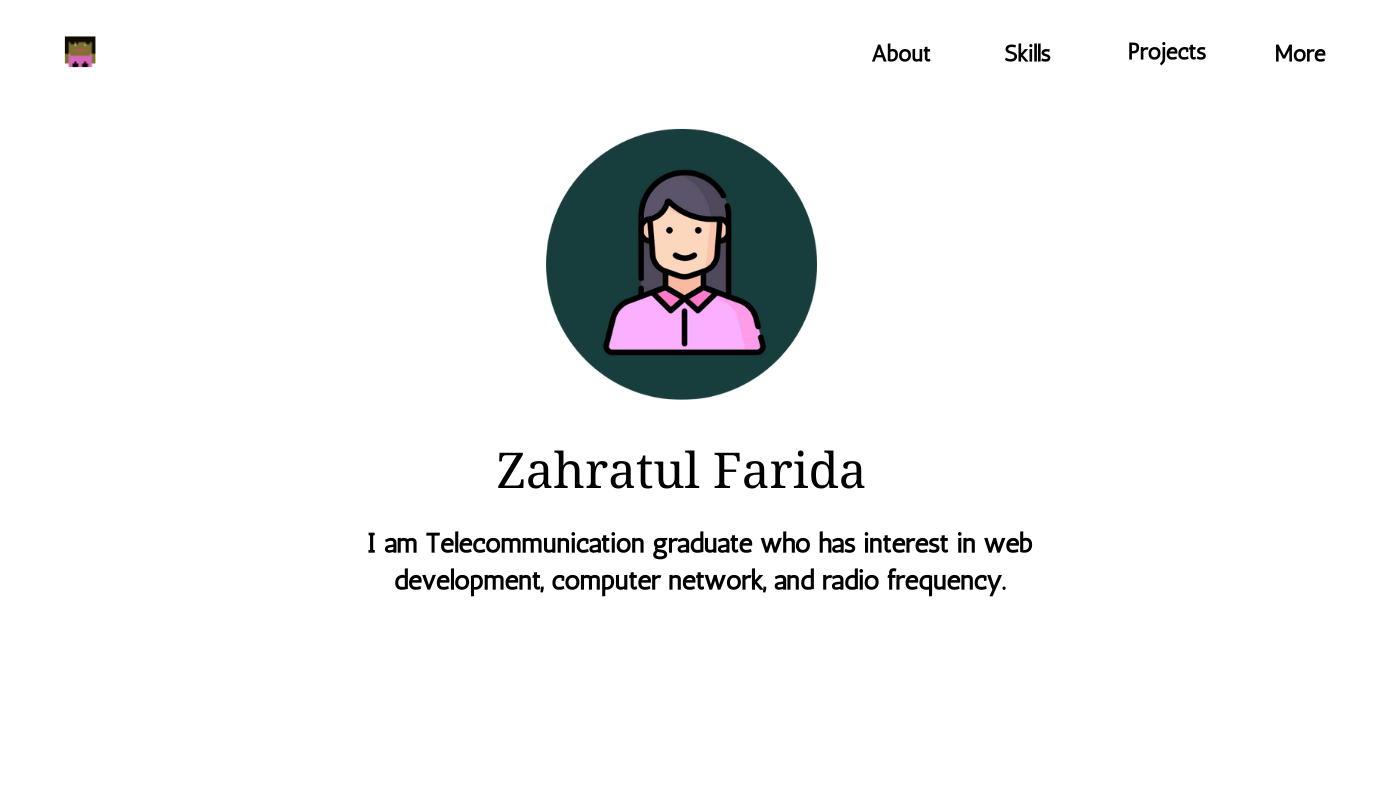 About Skills Projects More
Zahratul Farida
I am Telecommunication graduate who has interest in web
development, computer network, and radio frequency.